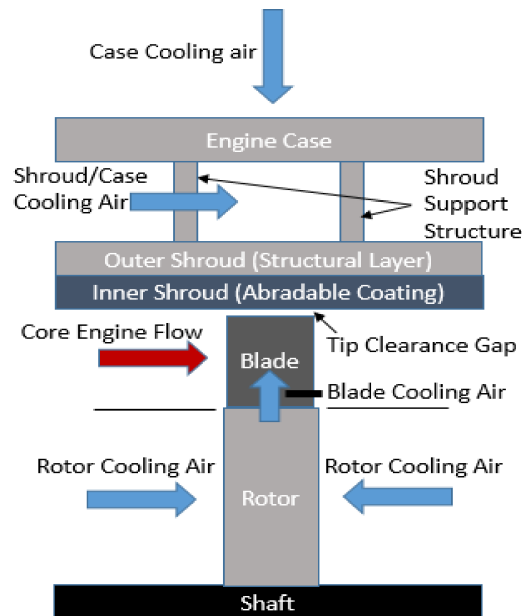 Case Cooling air
Engine Case
Shroud/Case
Cooling Air
Shroud
Support
Structure
Outer Shroud (Structural Layer)
Inner Shroud (Abradable Coating)
Core Engine Flow
Tip Clearance Gap
Blade
Blade Cooling Air
Rotor Cooling Air
Rotor Cooling Air
Rotor
Shaft